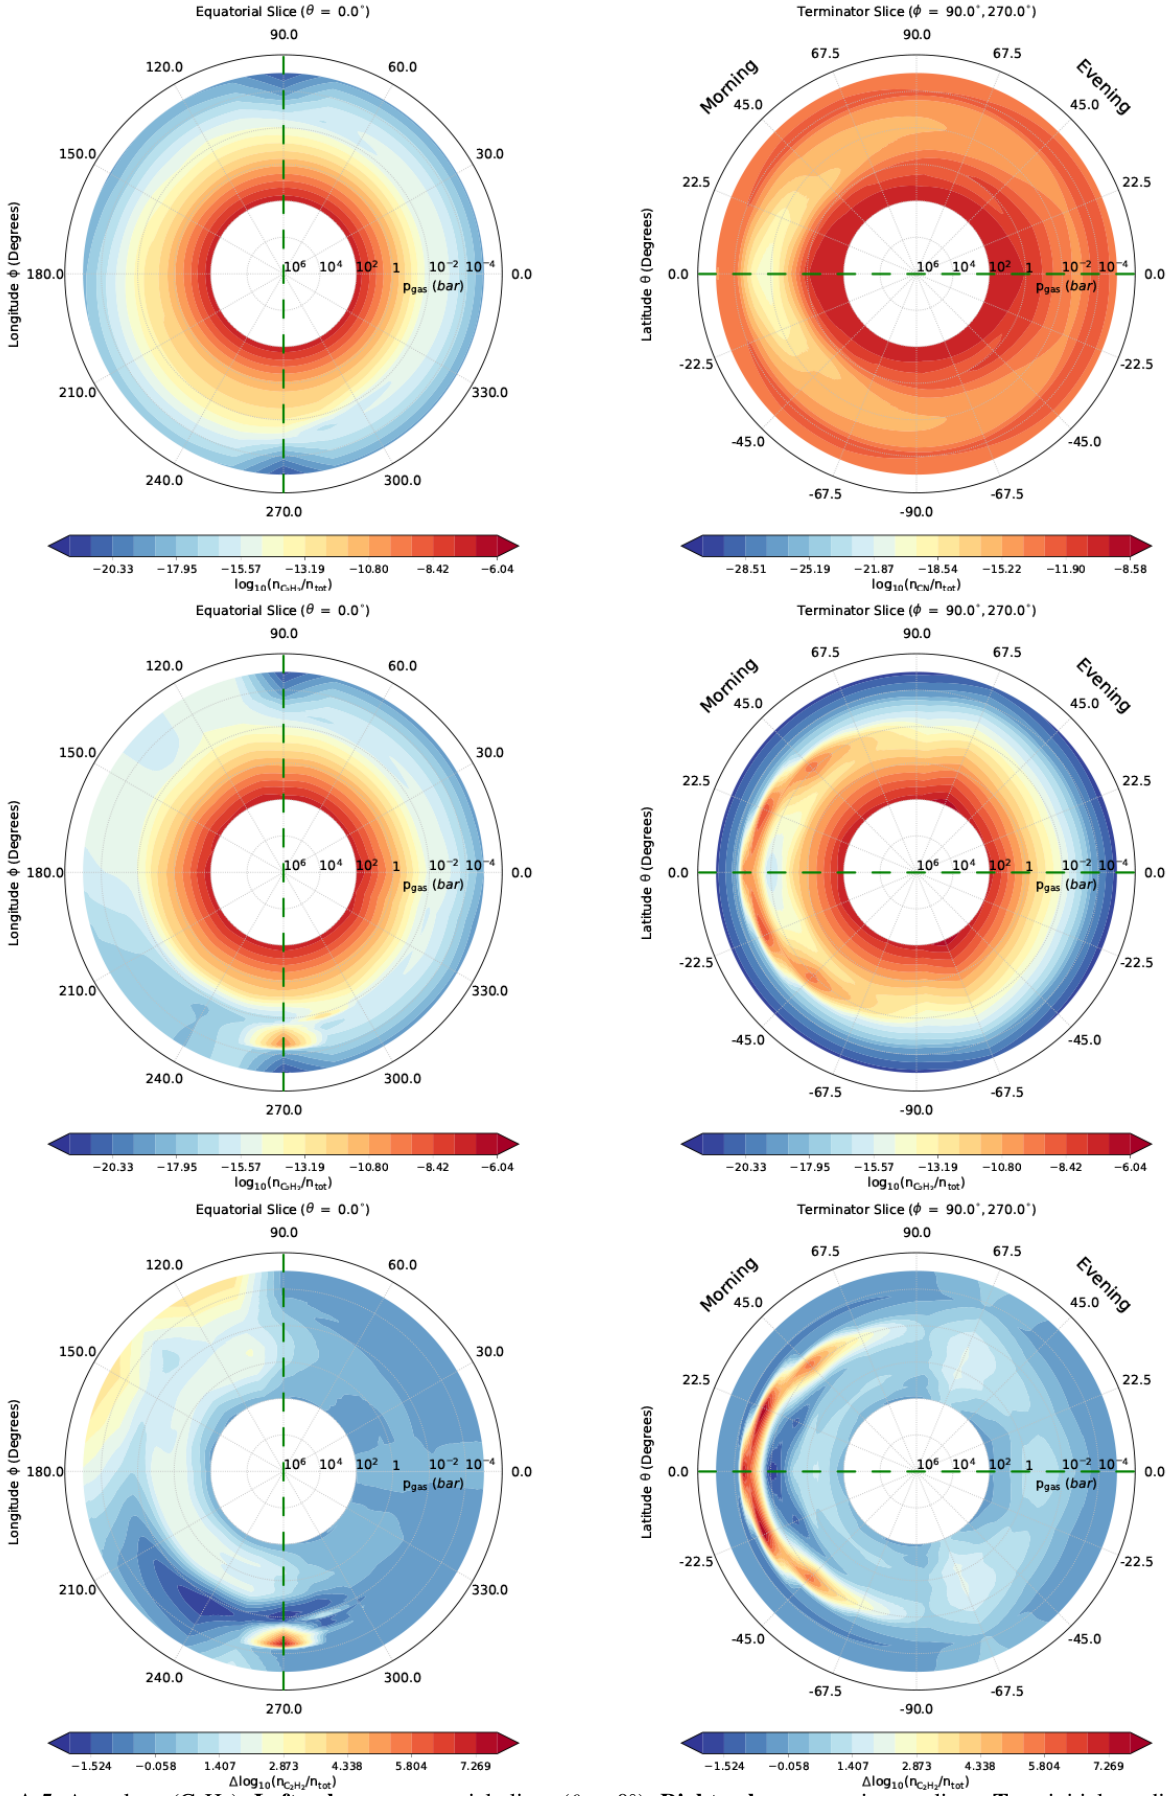 Equatorial Slice (θ = 0.0°)
90.0
120.0
60.0
150.0
30.0
Longitude ϕ (Degrees)
180.0
10⁶ 10⁴ 10² 1 10⁻² 10⁻⁴
0.0
p_gas (bar)
210.0
330.0
240.0
300.0
270.0
−20.33 −17.95 −15.57 −13.19 −10.80 −8.42 −6.04
log₁₀(n_C₂H₂/n_tot)
Terminator Slice (ϕ = 90.0°, 270.0°)
90.0
67.5
67.5
Morning
Evening
45.0
45.0
22.5
22.5
Latitude θ (Degrees)
0.0
10⁶ 10⁴ 10² 1 10⁻² 10⁻⁴
0.0
p_gas (bar)
-22.5
-22.5
-45.0
-45.0
-67.5
-67.5
-90.0
−28.51 −25.19 −21.87 −18.54 −15.22 −11.90 −8.58
log₁₀(n_CN/n_tot)
Equatorial Slice (θ = 0.0°)
90.0
120.0
60.0
150.0
30.0
Longitude ϕ (Degrees)
180.0
10⁶ 10⁴ 10² 1 10⁻² 10⁻⁴
0.0
p_gas (bar)
210.0
330.0
240.0
300.0
270.0
−20.33 −17.95 −15.57 −13.19 −10.80 −8.42 −6.04
log₁₀(n_C₂H₂/n_tot)
Terminator Slice (ϕ = 90.0°, 270.0°)
90.0
67.5
67.5
Morning
Evening
45.0
45.0
22.5
22.5
Latitude θ (Degrees)
0.0
10⁶ 10⁴ 10² 1 10⁻² 10⁻⁴
0.0
p_gas (bar)
-22.5
-22.5
-45.0
-45.0
-67.5
-67.5
-90.0
−20.33 −17.95 −15.57 −13.19 −10.80 −8.42 −6.04
log₁₀(n_C₂H₂/n_tot)
Equatorial Slice (θ = 0.0°)
90.0
120.0
60.0
150.0
30.0
Longitude ϕ (Degrees)
180.0
10⁶ 10⁴ 10² 1 10⁻² 10⁻⁴
0.0
p_gas (bar)
210.0
330.0
240.0
300.0
270.0
−1.524 −0.058 1.407 2.873 4.338 5.804 7.269
Δlog₁₀(n_C₂H₂/n_tot)
Terminator Slice (ϕ = 90.0°, 270.0°)
90.0
67.5
67.5
Morning
Evening
45.0
45.0
22.5
22.5
Latitude θ (Degrees)
0.0
10⁶ 10⁴ 10² 1 10⁻² 10⁻⁴
0.0
p_gas (bar)
-22.5
-22.5
-45.0
-45.0
-67.5
-67.5
-90.0
−1.524 −0.058 1.407 2.873 4.338 5.804 7.269
Δlog₁₀(n_C₂H₂/n_tot)